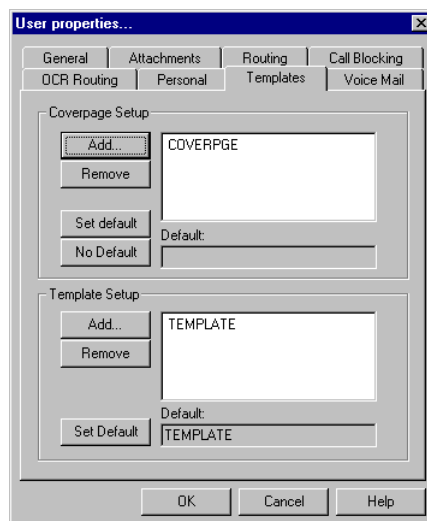 User properties...
General Attachments Routing Call Blocking
OCR Routing Personal Templates Voice Mail
Coverpage Setup
Add... COVERPGE
Remove
Set default
Default:
No Default
Template Setup
Add... TEMPLATE
Remove
Default:
Set Default TEMPLATE
OK Cancel Help